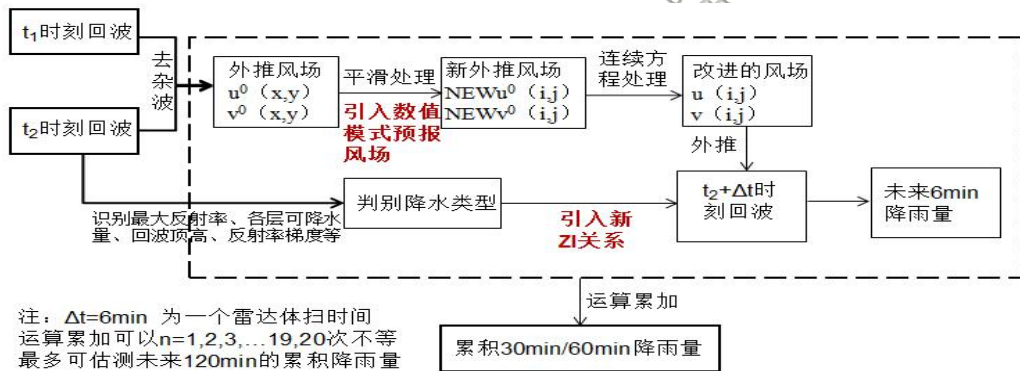 t₁时刻回波
去杂波
t₂时刻回波
外推风场
u⁰（x,y）
v⁰（x,y）
平滑处理
引入数值
模式预报
风场
新外推风场
NEWu⁰（i,j）
NEWv⁰（i,j）
连续方
程处理
改进的风场
u（i,j）
v（i,j）
外推
识别最大反射率、各层可降水
量、回波顶高、反射率梯度等
判别降水类型
引入新
ZI关系
t₂+Δt时
刻回波
未来6min
降雨量
运算累加
累积30min/60min降雨量
注：Δt=6min 为一个雷达体扫时间
运算累加可以n=1,2,3,…19,20次不等
最多可估测未来120min的累积降雨量